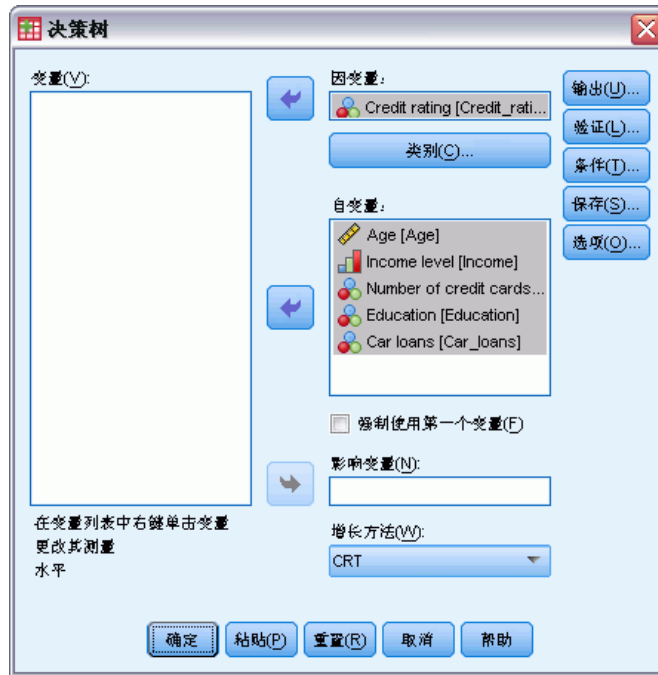 决策树
变量(V):
因变量:
Credit rating [Credit_rati...
类别(C)...
自变量:
Age [Age]
Income level [Income]
Number of credit cards...
Education [Education]
Car loans [Car_loans]
强制使用第一个变量(F)
影响变量(N):
增长方法(W):
CRT
在变量列表中右键单击变量
更改其测量
水平
输出(U)...
验证(L)...
条件(T)...
保存(S)...
选项(O)...
确定
粘贴(P)
重置(R)
取消
帮助